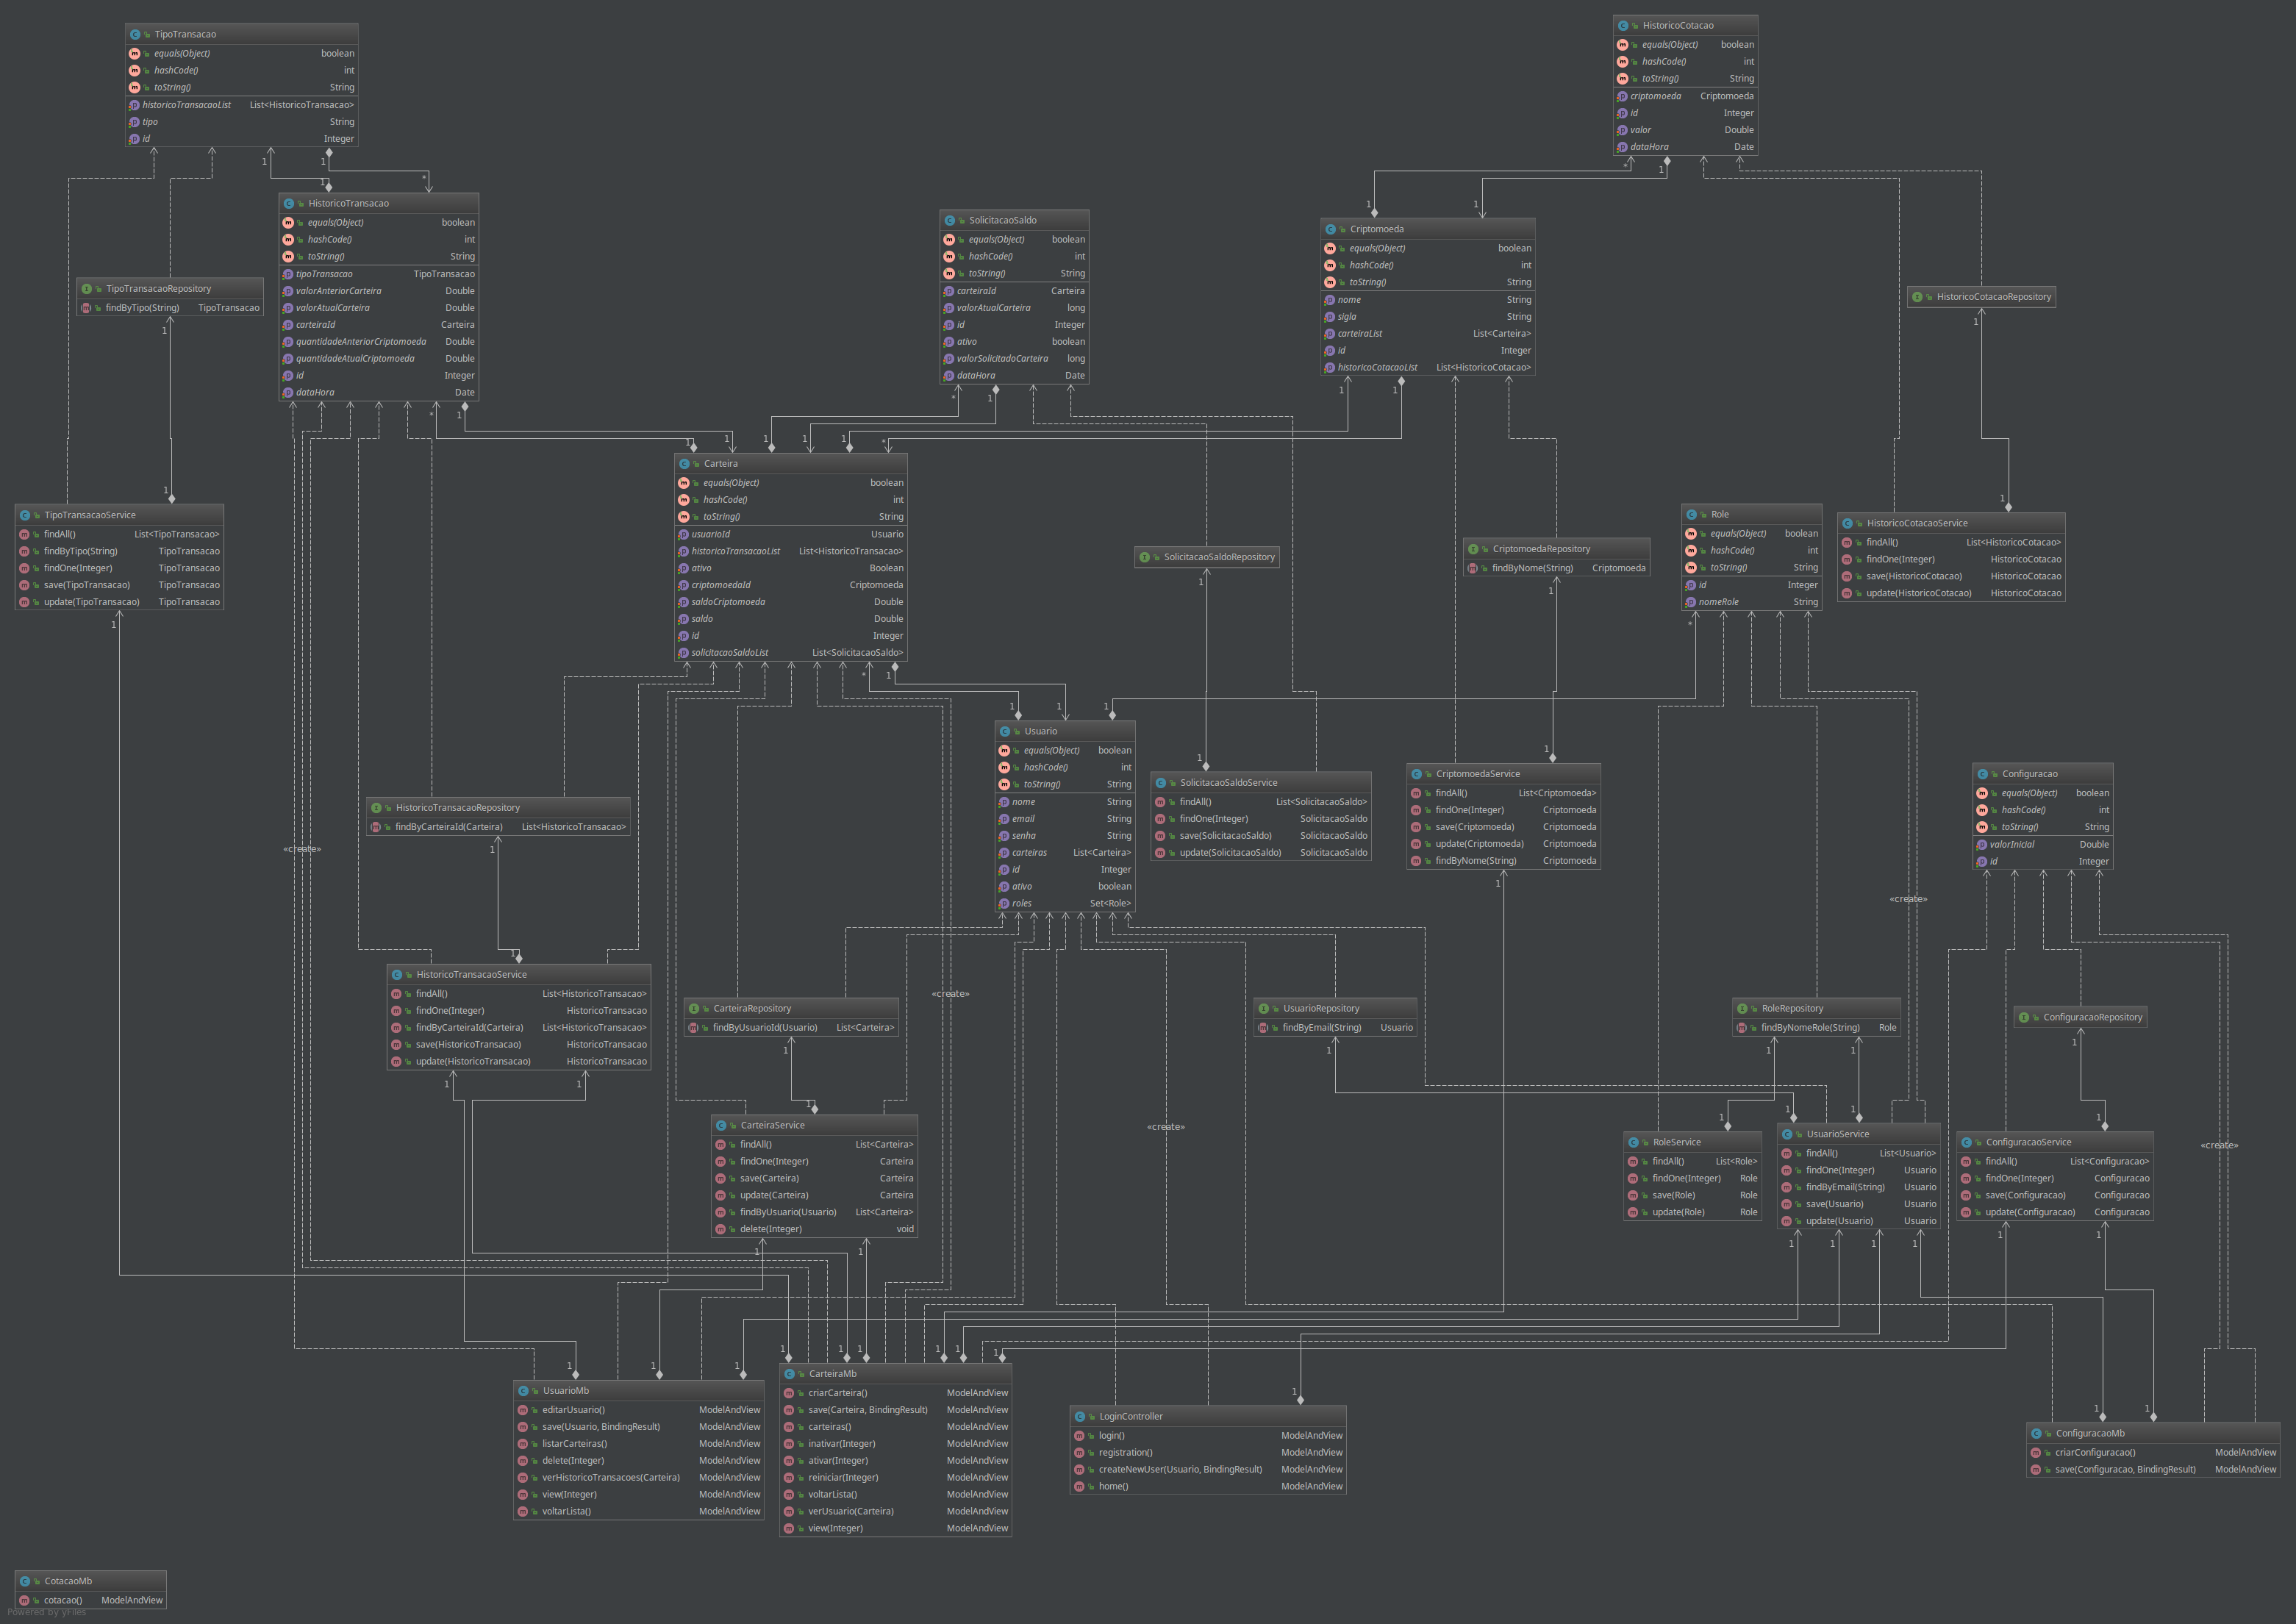 TipoTransacao
equals(Object) boolean
hashCode() int
toString() String
historicoTransacaoList List<HistoricoTransacao>
tipo String
id Integer
HistoricoCotacao
equals(Object) boolean
hashCode() int
toString() String
criptomoeda Criptomoeda
id Integer
valor Double
dataHora Date
HistoricoTransacao
equals(Object) boolean
hashCode() int
toString() String
tipoTransacao TipoTransacao
valorAnteriorCarteira Double
valorAtualCarteira Double
carteiraId Carteira
quantidadeAnteriorCriptomoeda Double
quantidadeAtualCriptomoeda Double
id Integer
dataHora Date
SolicitacaoSaldo
equals(Object) boolean
hashCode() int
toString() String
carteiraId Carteira
valorAtualCarteira long
id Integer
ativo boolean
valorSolicitadoCarteira long
dataHora Date
Criptomoeda
equals(Object) boolean
hashCode() int
toString() String
nome String
sigla String
carteiraList List<Carteira>
id Integer
historicoCotacaoList List<HistoricoCotacao>
TipoTransacaoRepository
findByTipo(String) TipoTransacao
HistoricoCotacaoRepository
Carteira
equals(Object) boolean
hashCode() int
toString() String
usuarioId Usuario
historicoTransacaoList List<HistoricoTransacao>
ativo Boolean
criptomoedaId Criptomoeda
saldoCriptomoeda Double
saldo Double
id Integer
solicitacaoSaldoList List<SolicitacaoSaldo>
TipoTransacaoService
findAll() List<TipoTransacao>
findByTipo(String) TipoTransacao
findOne(Integer) TipoTransacao
save(TipoTransacao) TipoTransacao
update(TipoTransacao) TipoTransacao
SolicitacaoSaldoRepository
CriptomoedaRepository
findByNome(String) Criptomoeda
Role
equals(Object) boolean
hashCode() int
toString() String
id Integer
nomeRole String
HistoricoCotacaoService
findAll() List<HistoricoCotacao>
findOne(Integer) HistoricoCotacao
save(HistoricoCotacao) HistoricoCotacao
update(HistoricoCotacao) HistoricoCotacao
Usuario
equals(Object) boolean
hashCode() int
toString() String
nome String
email String
senha String
carteiras List<Carteira>
id Integer
ativo boolean
roles Set<Role>
SolicitacaoSaldoService
findAll() List<SolicitacaoSaldo>
findOne(Integer) SolicitacaoSaldo
save(SolicitacaoSaldo) SolicitacaoSaldo
update(SolicitacaoSaldo) SolicitacaoSaldo
CriptomoedaService
findAll() List<Criptomoeda>
findOne(Integer) Criptomoeda
save(Criptomoeda) Criptomoeda
update(Criptomoeda) Criptomoeda
findByNome(String) Criptomoeda
Configuracao
equals(Object) boolean
hashCode() int
toString() String
valorInicial Double
id Integer
HistoricoTransacaoRepository
findByCarteiraId(Carteira) List<HistoricoTransacao>
«create»
«create»
HistoricoTransacaoService
findAll() List<HistoricoTransacao>
findOne(Integer) HistoricoTransacao
findByCarteiraId(Carteira) List<HistoricoTransacao>
save(HistoricoTransacao) HistoricoTransacao
update(HistoricoTransacao) HistoricoTransacao
CarteiraRepository
findByUsuarioId(Usuario) List<Carteira>
«create»
UsuarioRepository
findByEmail(String) Usuario
RoleRepository
findByNomeRole(String) Role
ConfiguracaoRepository
CarteiraService
findAll() List<Carteira>
findOne(Integer) Carteira
save(Carteira) Carteira
update(Carteira) Carteira
findByUsuario(Usuario) List<Carteira>
delete(Integer) void
«create»
RoleService
findAll() List<Role>
findOne(Integer) Role
save(Role) Role
update(Role) Role
UsuarioService
findAll() List<Usuario>
findOne(Integer) Usuario
findByEmail(String) Usuario
save(Usuario) Usuario
update(Usuario) Usuario
ConfiguracaoService
findAll() List<Configuracao>
findOne(Integer) Configuracao
save(Configuracao) Configuracao
update(Configuracao) Configuracao
«create»
UsuarioMb
editarUsuario() ModelAndView
save(Usuario, BindingResult) ModelAndView
listarCarteiras() ModelAndView
delete(Integer) ModelAndView
verHistoricoTransacoes(Carteira) ModelAndView
view(Integer) ModelAndView
voltarLista() ModelAndView
CarteiraMb
criarCarteira() ModelAndView
save(Carteira, BindingResult) ModelAndView
carteiras() ModelAndView
inativar(Integer) ModelAndView
ativar(Integer) ModelAndView
reiniciar(Integer) ModelAndView
voltarLista() ModelAndView
verUsuario(Carteira) ModelAndView
view(Integer) ModelAndView
LoginController
login() ModelAndView
registration() ModelAndView
createNewUser(Usuario, BindingResult) ModelAndView
home() ModelAndView
ConfiguracaoMb
criarConfiguracao() ModelAndView
save(Configuracao, BindingResult) ModelAndView
CotacaoMb
cotacao() ModelAndView
Powered by yFiles